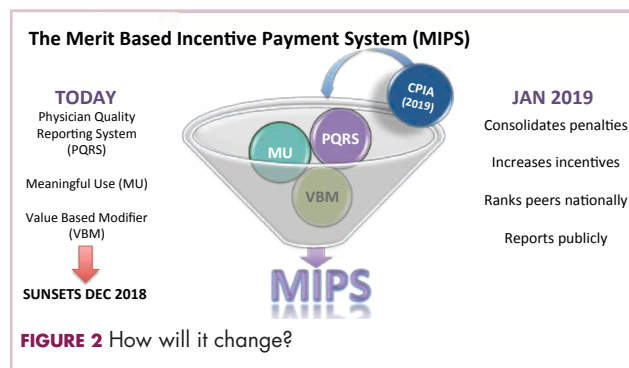 The Merit Based Incentive Payment System (MIPS)
TODAY
Physician Quality
Reporting System
(PQRS)
Meaningful Use (MU)
Value Based Modifier
(VBM)
SUNSETS DEC 2018
CPIA
(2019)
MU
PQRS
VBM
MIPS
JAN 2019
Consolidates penalties
Increases incentives
Ranks peers nationally
Reports publicly
FIGURE 2 How will it change?